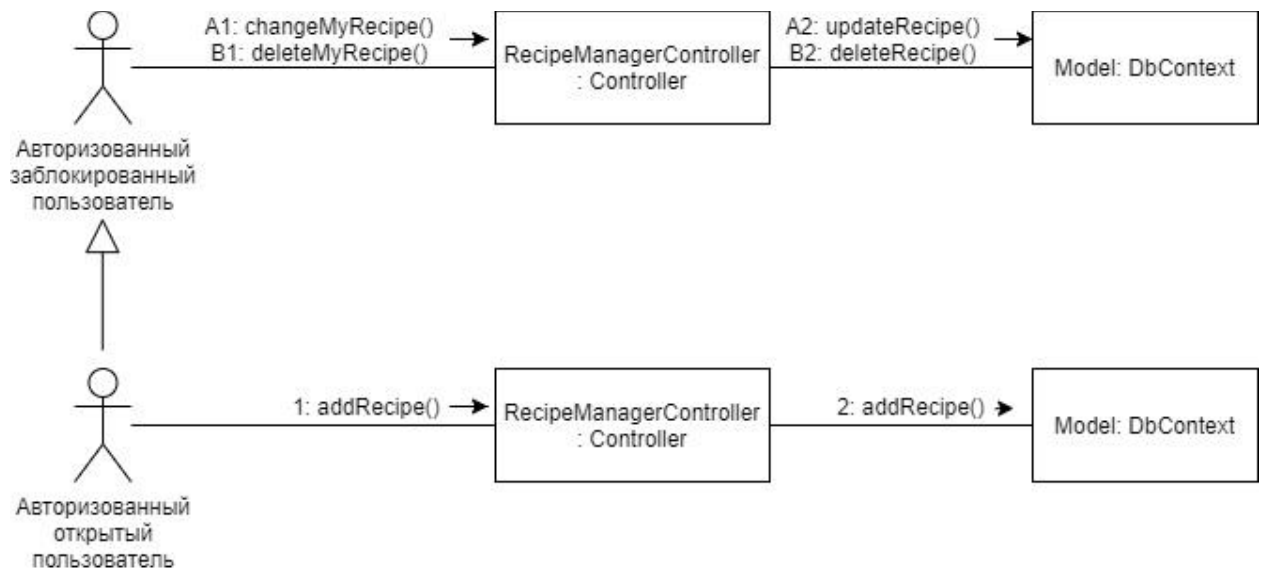 A1: changeMyRecipe()
B1: deleteMyRecipe()
RecipeManagerController
: Controller
A2: updateRecipe()
B2: deleteRecipe()
Model: DbContext
Авторизованный
заблокированный
пользователь
1: addRecipe()
RecipeManagerController
: Controller
2: addRecipe()
Model: DbContext
Авторизованный
открытый
пользователь